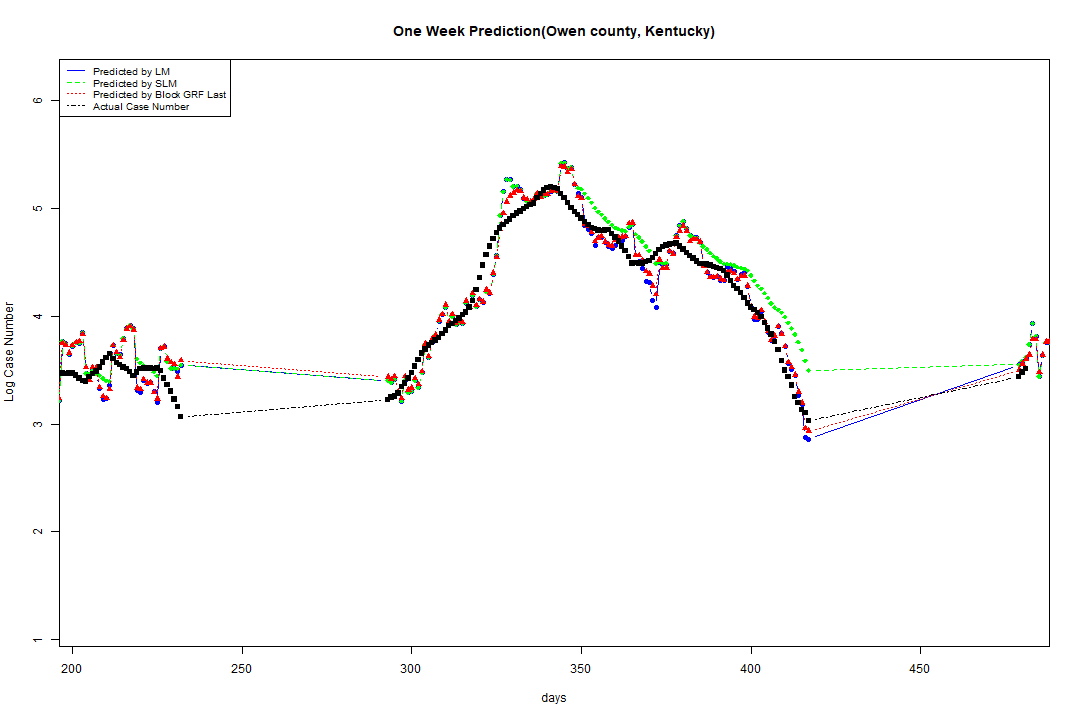 One Week Prediction(Owen county, Kentucky)
Predicted by LM
Predicted by SLM
Predicted by Block GRF Last
Actual Case Number
Log Case Number
6
5
4
3
2
1
200 250 300 350 400 450
days